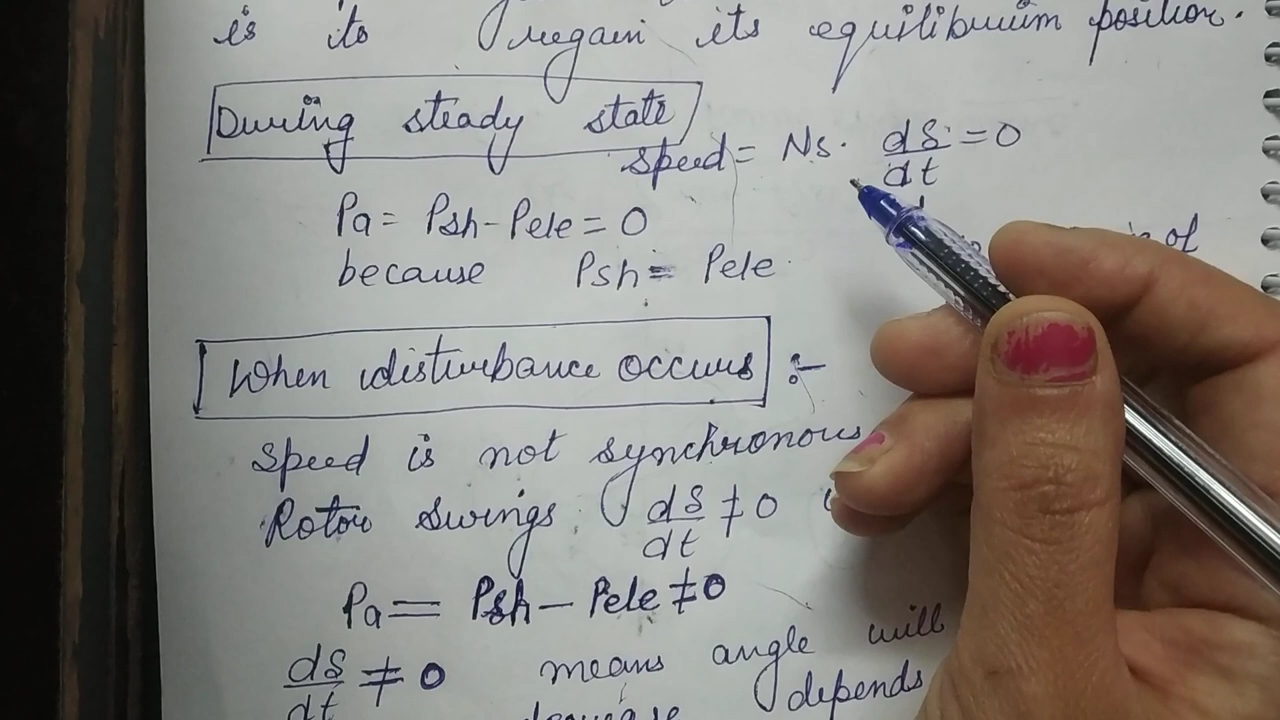 is its regain its equilibrium position.
During steady state
speed = Ns. dδ/dt = 0
Pa = Psh - Pele = 0
of
because Psh = Pele
When disturbance occurs :-
Speed is not synchronous
Rotor swings dδ/dt ≠ 0
Pa = Psh - Pele ≠ 0
dδ/dt ≠ 0 means angle will
depends